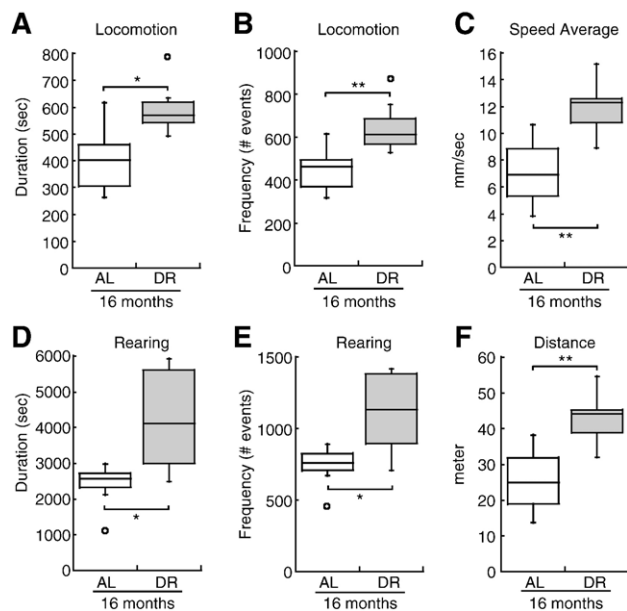 A Locomotion
Duration (sec)
800
700
600
500
400
300
200
100
0
*
AL DR
16 months
B Locomotion
Frequency (# events)
1000
800
600
400
200
0
**
AL DR
16 months
C Speed Average
mm/sec
16
14
12
10
8
6
4
2
0
**
AL DR
16 months
D Rearing
Duration (sec)
6000
5000
4000
3000
2000
1000
0
*
AL DR
16 months
E Rearing
Frequency (# events)
1500
1000
500
0
*
AL DR
16 months
F Distance
meter
60
50
40
30
20
10
0
**
AL DR
16 months